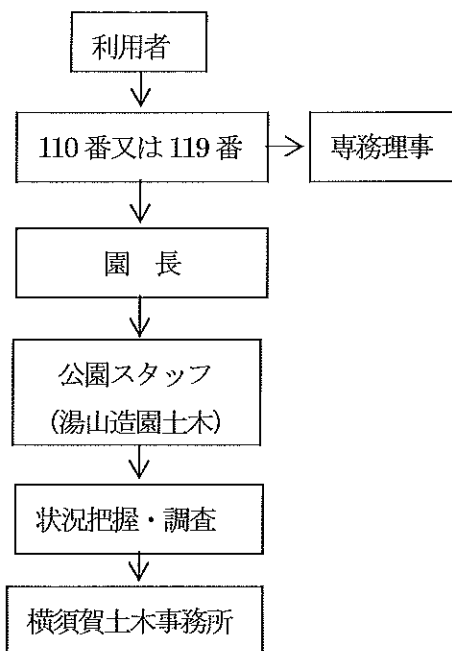 利用者
110番又は119番
専務理事
園　長
公園スタッフ
(湯山造園土木)
状況把握・調査
横須賀土木事務所